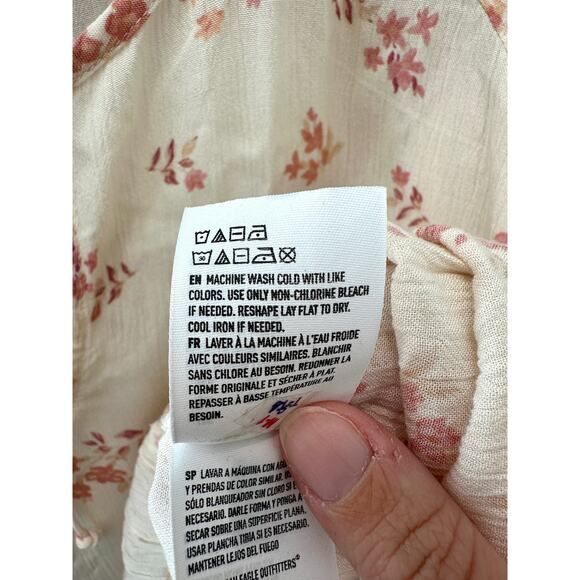 EN MACHINE WASH COLD WITH LIKE
COLORS. USE ONLY NON-CHLORINE BLEACH
IF NEEDED. RESHAPE LAY FLAT TO DRY.
COOL IRON IF NEEDED.
FR LAVER À LA MACHINE À L'EAU FROIDE
AVEC COULEURS SIMILAIRES. BLANCHIR
SANS CHLORE AU BESOIN. REDONNER LA
FORME ORIGINALE ET SÉCHER À PLAT.
REPASSER À BASSE TEMPÉRATURE AU
BESOIN.
SP LAVAR A MÁQUINA CON
Y PRENDAS DE COLOR SIMILAR.
SÓLO BLANQUEADOR SIN CLORO SI
NECESARIO. DARLE FORMA Y PONGA A
SECAR SOBRE UNA SUPERFICIE PLANA.
USAR PLANCHA TIBIA SI ES NECESARIO.
MANTENER LEJOS DEL FUEGO
EAGLE OUTFITTERS®